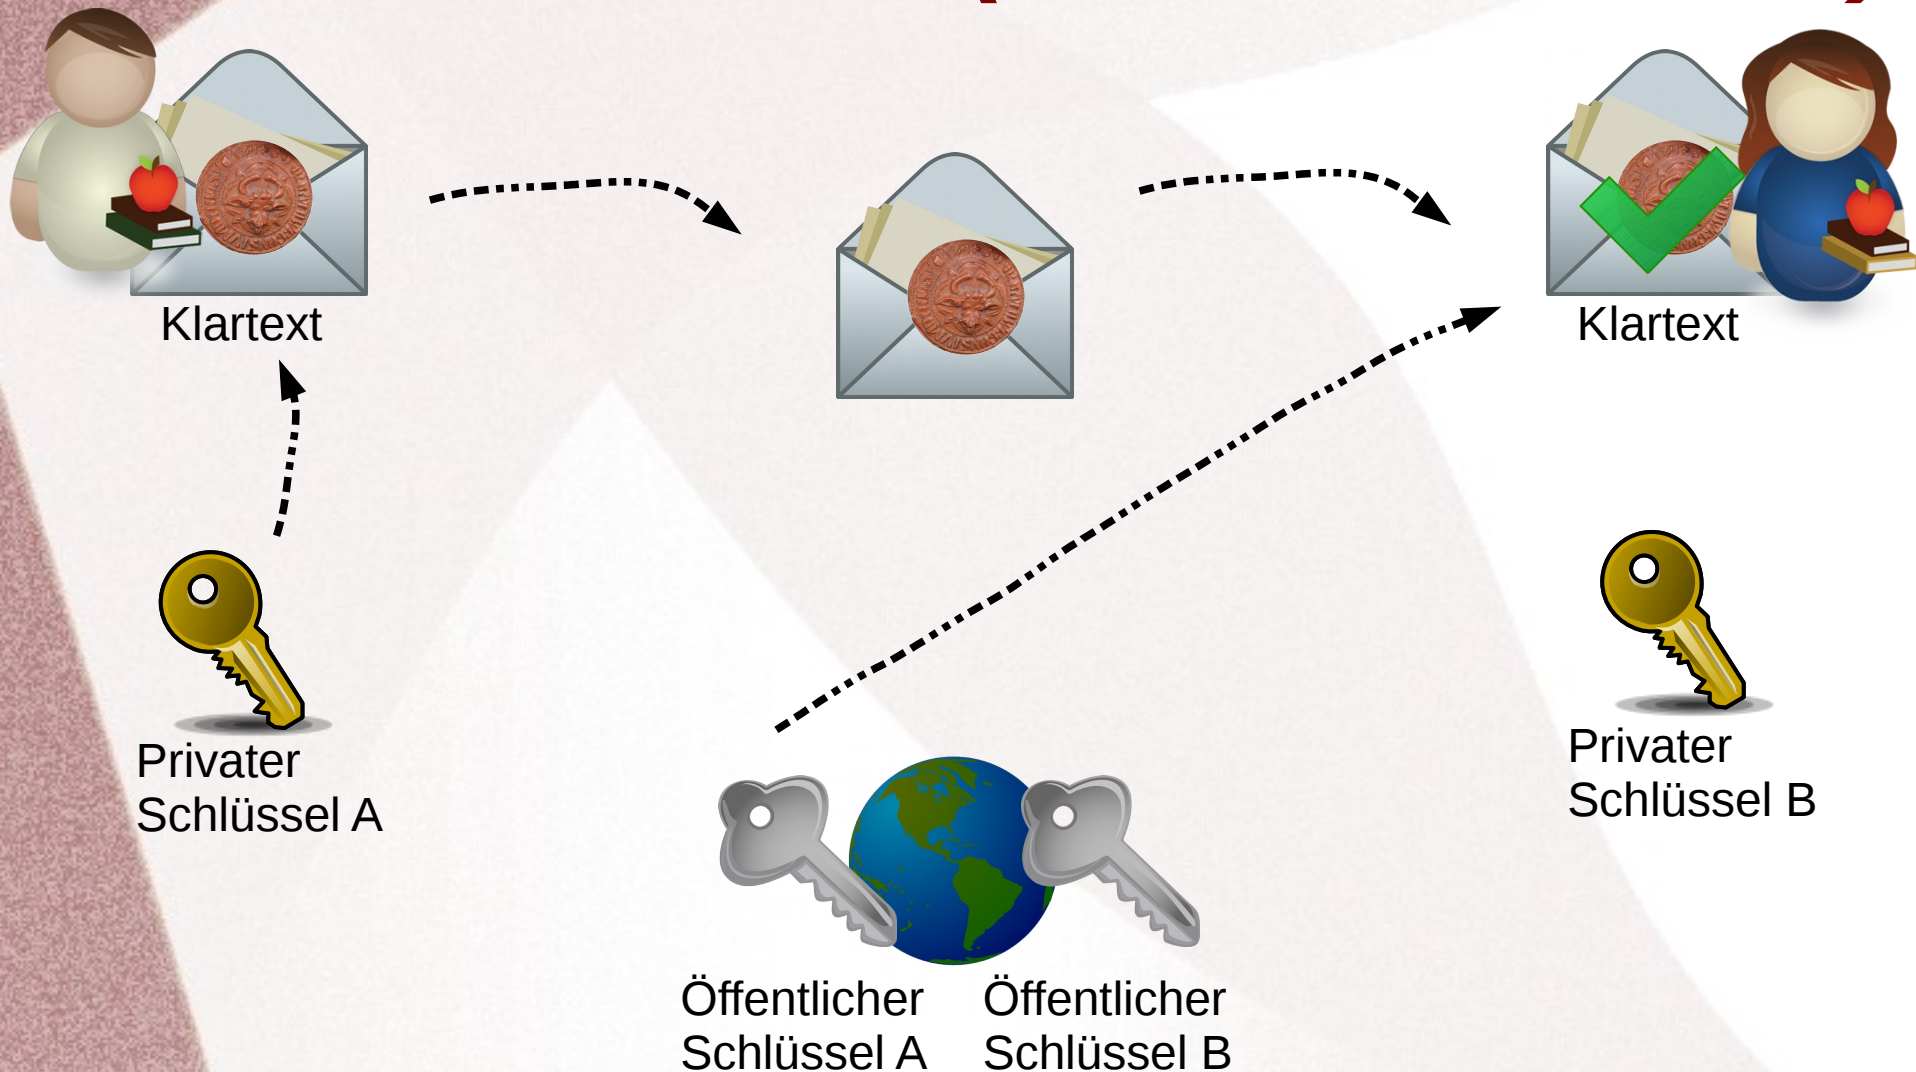 Klartext
Klartext
Privater
Schlüssel A
Privater
Schlüssel B
Öffentlicher
Schlüssel A
Öffentlicher
Schlüssel B